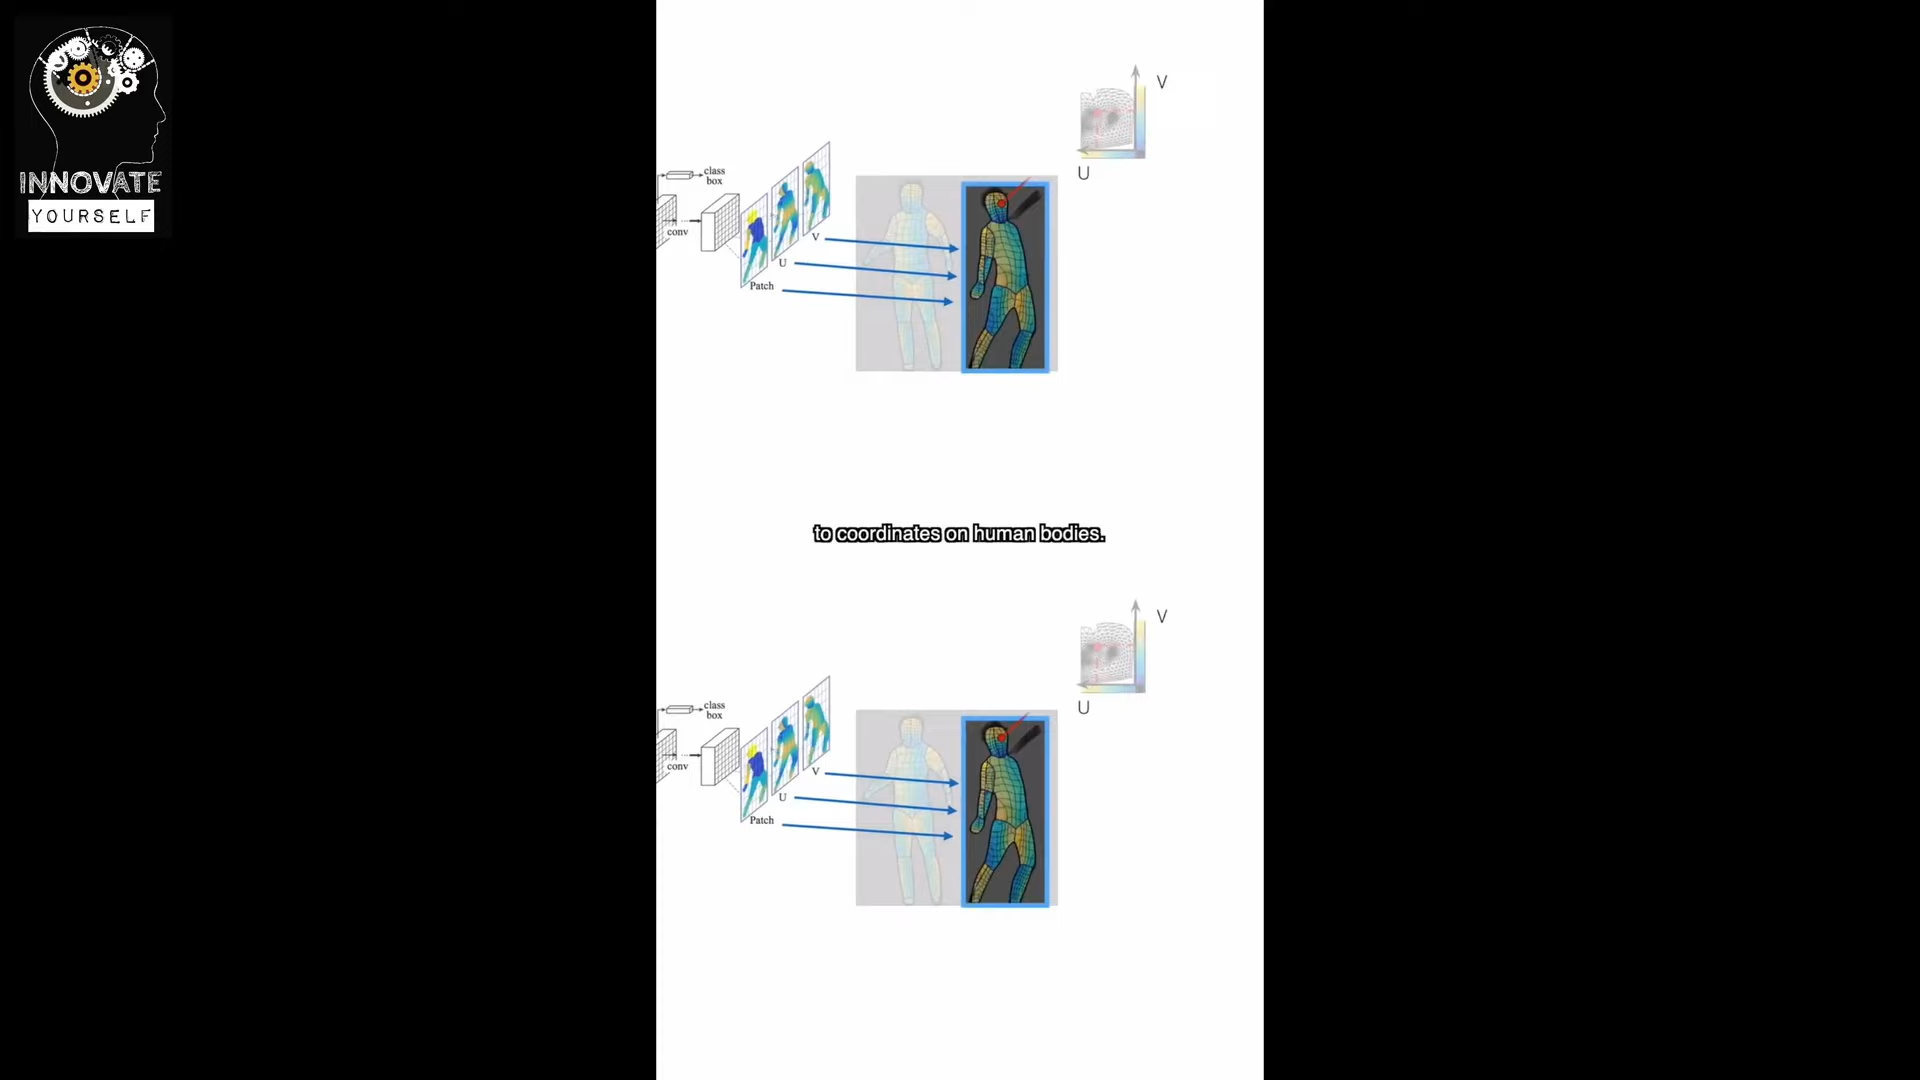 INNOVATE
YOURSELF
V
U
class
box
conv
V
U
Patch
to coordinates on human bodies.
V
U
class
box
conv
V
U
Patch